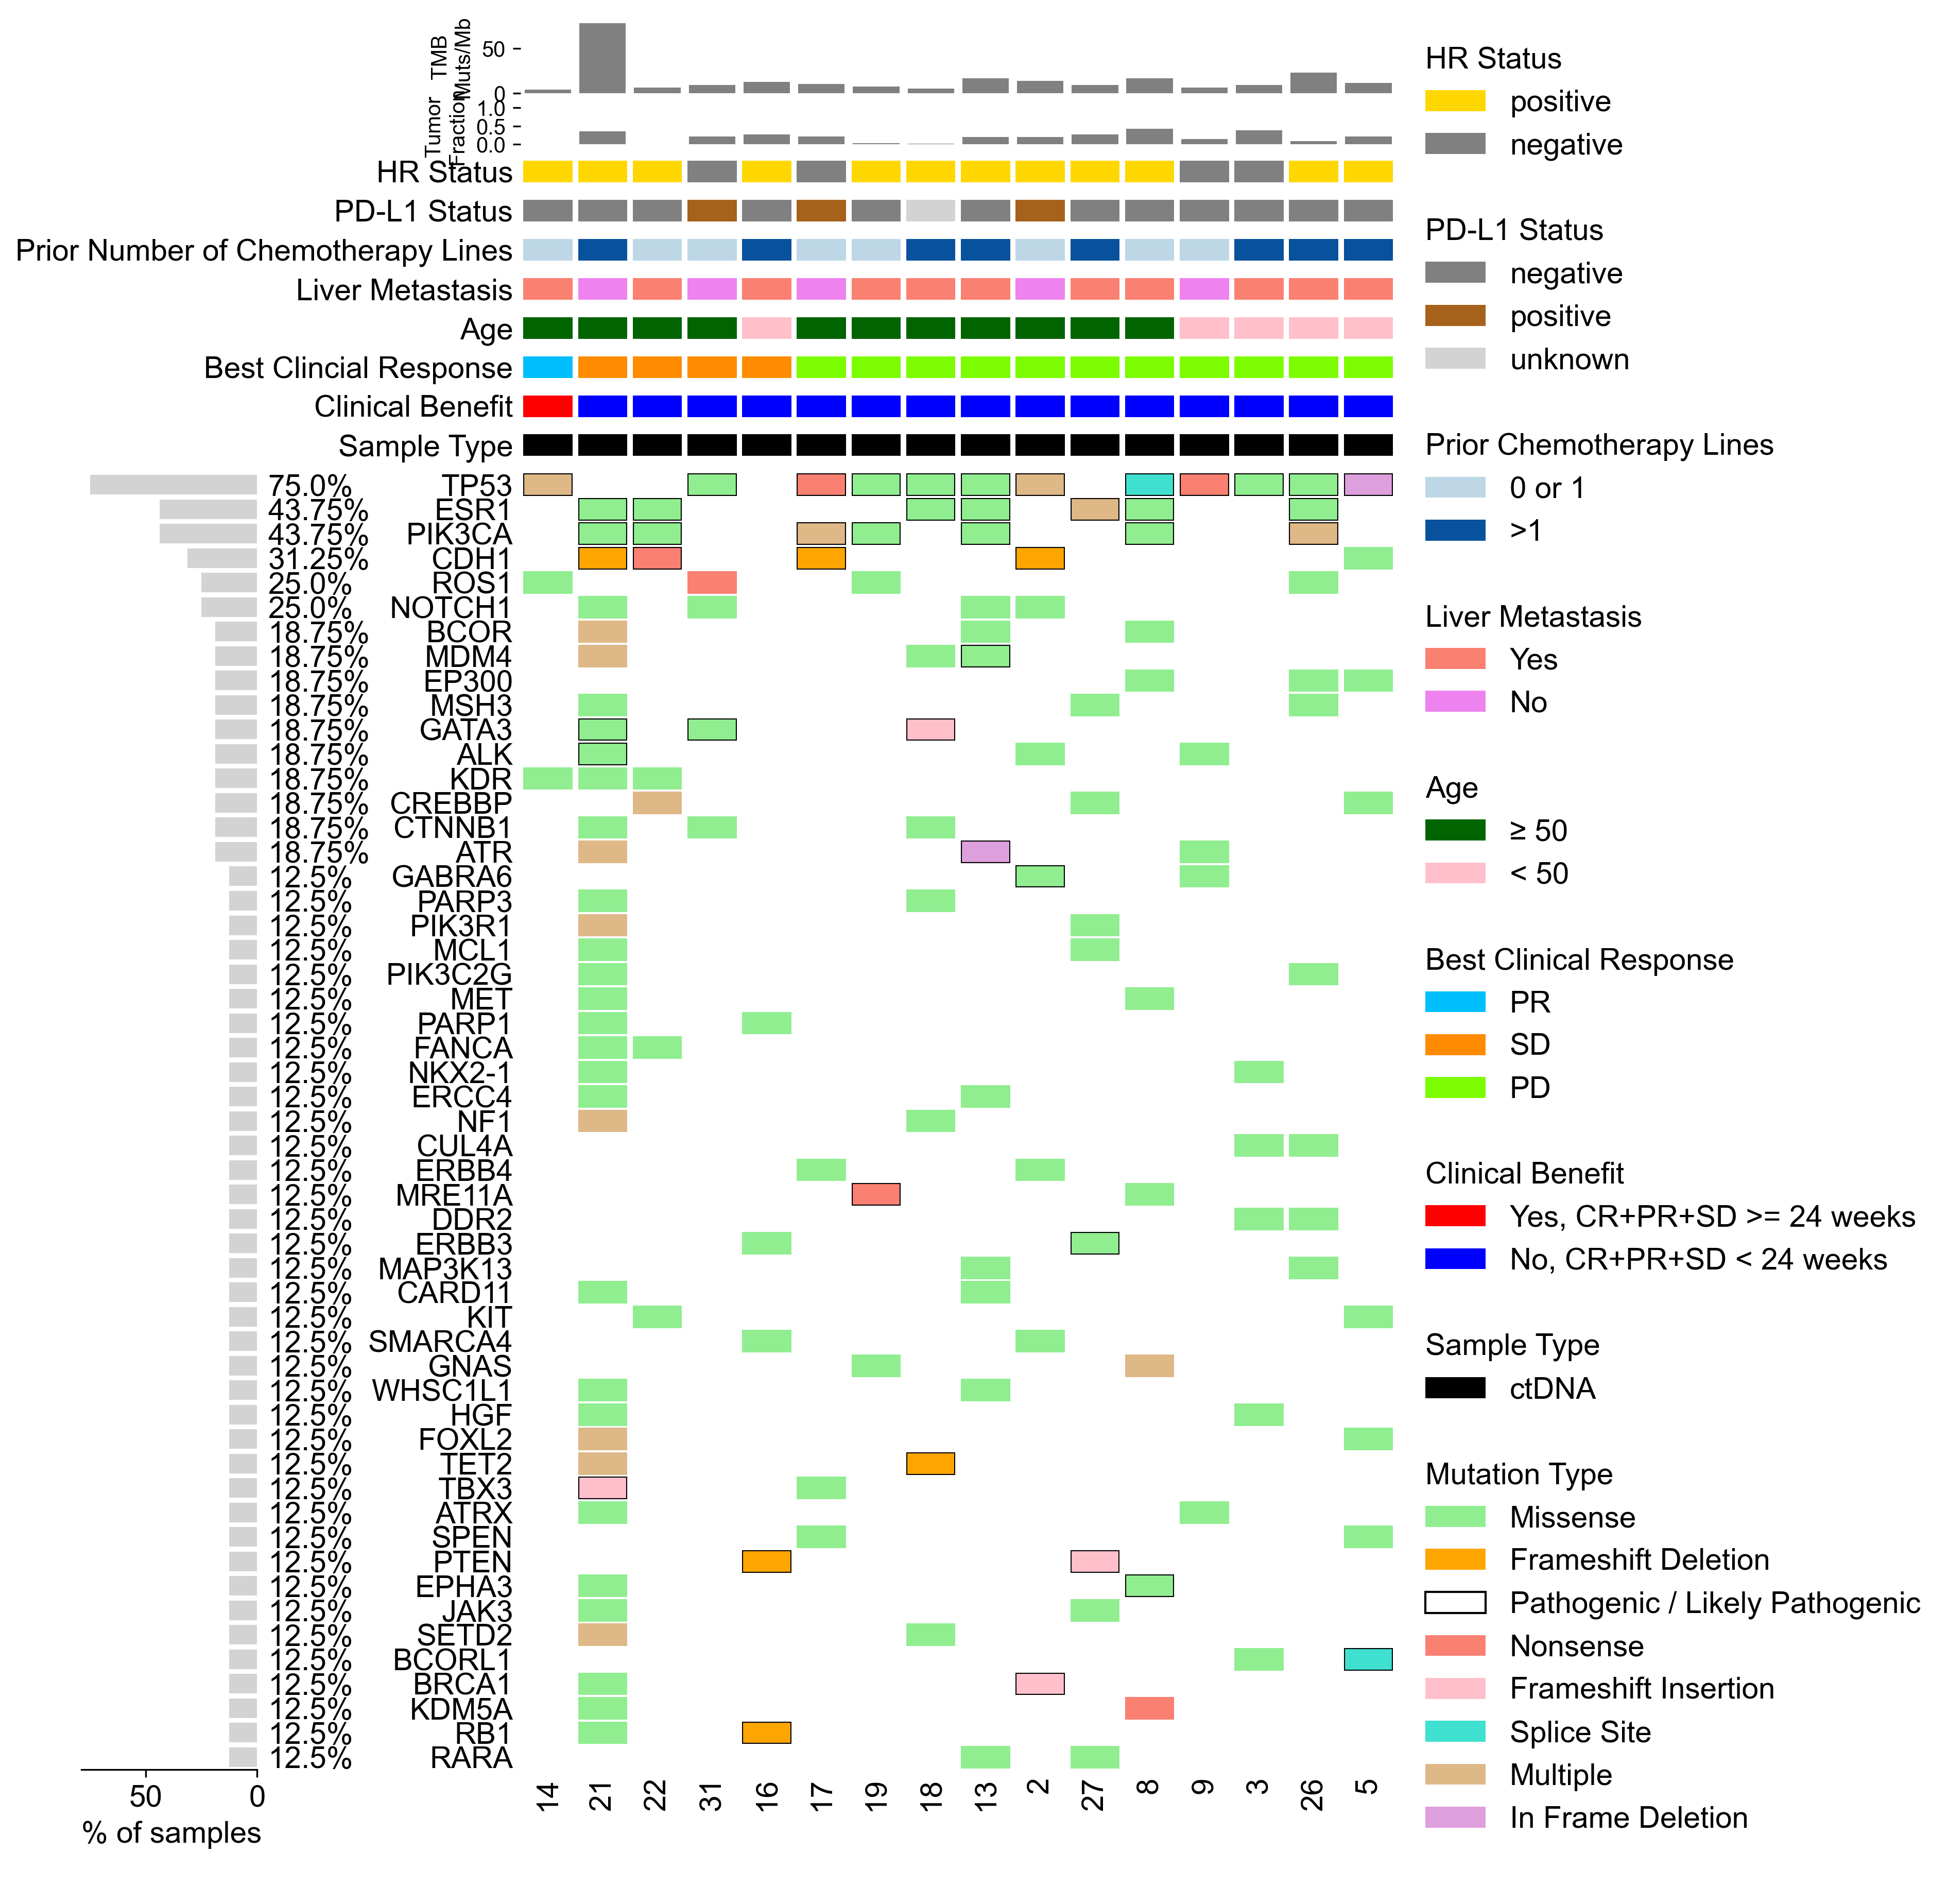 TMB
Muts/Mb
50
0
Tumor
Fraction
1.0
0.5
0.0
HR Status
PD-L1 Status
Prior Number of Chemotherapy Lines
Liver Metastasis
Age
Best Clincial Response
Clinical Benefit
Sample Type
75.0% TP53
43.75% ESR1
43.75% PIK3CA
31.25% CDH1
25.0% ROS1
25.0% NOTCH1
18.75% BCOR
18.75% MDM4
18.75% EP300
18.75% MSH3
18.75% GATA3
18.75% ALK
18.75% KDR
18.75% CREBBP
18.75% CTNNB1
18.75% ATR
12.5% GABRA6
12.5% PARP3
12.5% PIK3R1
12.5% MCL1
12.5% PIK3C2G
12.5% MET
12.5% PARP1
12.5% FANCA
12.5% NKX2-1
12.5% ERCC4
12.5% NF1
12.5% CUL4A
12.5% ERBB4
12.5% MRE11A
12.5% DDR2
12.5% ERBB3
12.5% MAP3K13
12.5% CARD11
12.5% KIT
12.5% SMARCA4
12.5% GNAS
12.5% WHSC1L1
12.5% HGF
12.5% FOXL2
12.5% TET2
12.5% TBX3
12.5% ATRX
12.5% SPEN
12.5% PTEN
12.5% EPHA3
12.5% JAK3
12.5% SETD2
12.5% BCORL1
12.5% BRCA1
12.5% KDM5A
12.5% RB1
12.5% RARA
50 0
% of samples
14 21 22 31 16 17 19 18 13 2 27 8 9 3 26 5
HR Status
positive
negative
PD-L1 Status
negative
positive
unknown
Prior Chemotherapy Lines
0 or 1
>1
Liver Metastasis
Yes
No
Age
≥ 50
< 50
Best Clinical Response
PR
SD
PD
Clinical Benefit
Yes, CR+PR+SD >= 24 weeks
No, CR+PR+SD < 24 weeks
Sample Type
ctDNA
Mutation Type
Missense
Frameshift Deletion
Pathogenic / Likely Pathogenic
Nonsense
Frameshift Insertion
Splice Site
Multiple
In Frame Deletion